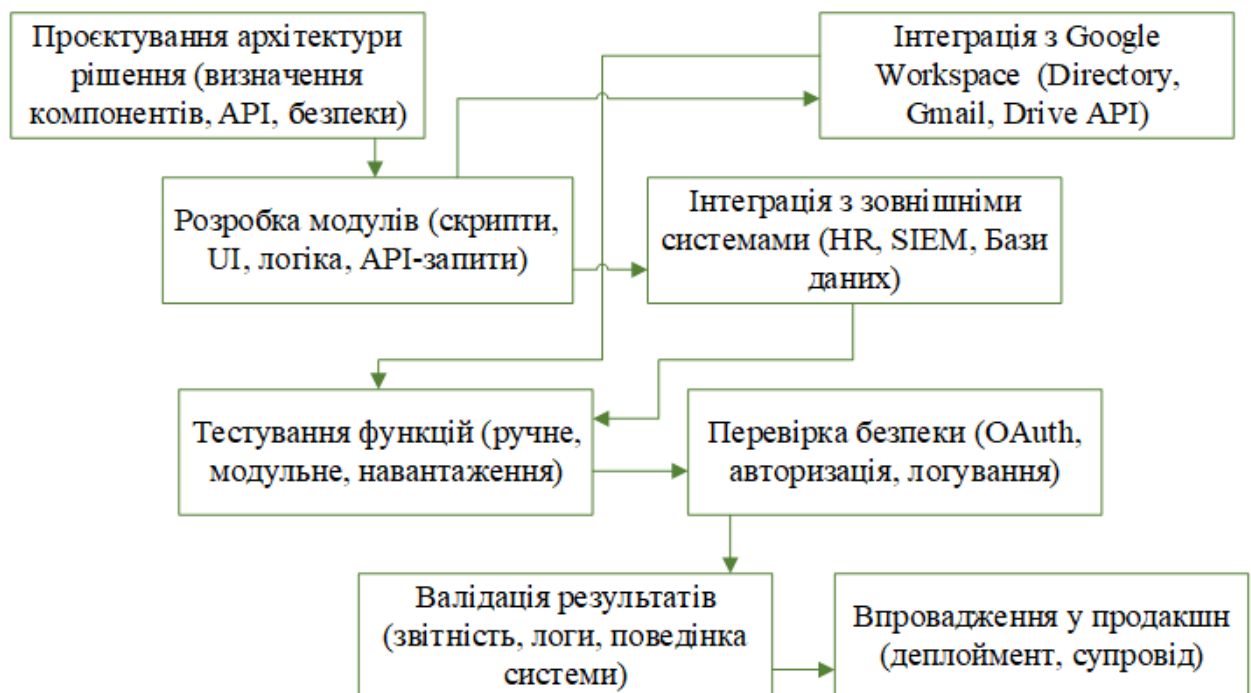 Проєктування архітектури
рішення (визначення
компонентів, API, безпеки)
Інтеграція з Google
Workspace (Directory,
Gmail, Drive API)
Розробка модулів (скрипти,
UI, логіка, API-запити)
Інтеграція з зовнішніми
системами (HR, SIEM, Бази
даних)
Тестування функцій (ручне,
модульне, навантаження)
Перевірка безпеки (OAuth,
авторизація, логування)
Валідація результатів
(звітність, логи, поведінка
системи)
Впровадження у продакшн
(деплоймент, супровід)